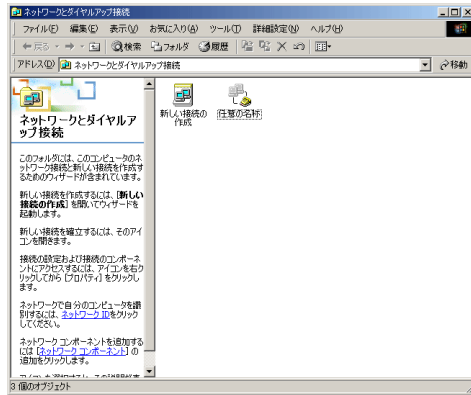 ネットワークとダイヤルアップ接続
ファイル(F) 編集(E) 表示(V) お気に入り(A) ツール(T) 詳細設定(N) ヘルプ(H)
戻る 検索 フォルダ 履歴
アドレス(D) ネットワークとダイヤルアップ接続 移動
ネットワークとダイヤルア
ップ接続
このフォルダには、このコンピュータのネ
ットワーク接続と新しい接続を作成す
るためのウィザードが含まれています。
新しい接続を作成するには、[新しい
接続の作成] を開いてウィザードを
起動します。
新しい接続を確立するには、そのアイ
コンを開きます。
接続の設定および接続のコンポーネ
ントにアクセスするには、アイコンを右ク
リックしてから [プロパティ] をクリックし
ます。
ネットワークで自分のコンピュータを識
別するには、ネットワーク IDをクリック
してください。
ネットワーク コンポーネントを追加する
には [ネットワーク コンポーネント] の
追加をクリックします。
新しい接続の
作成
任意の名称
3 個のオブジェクト